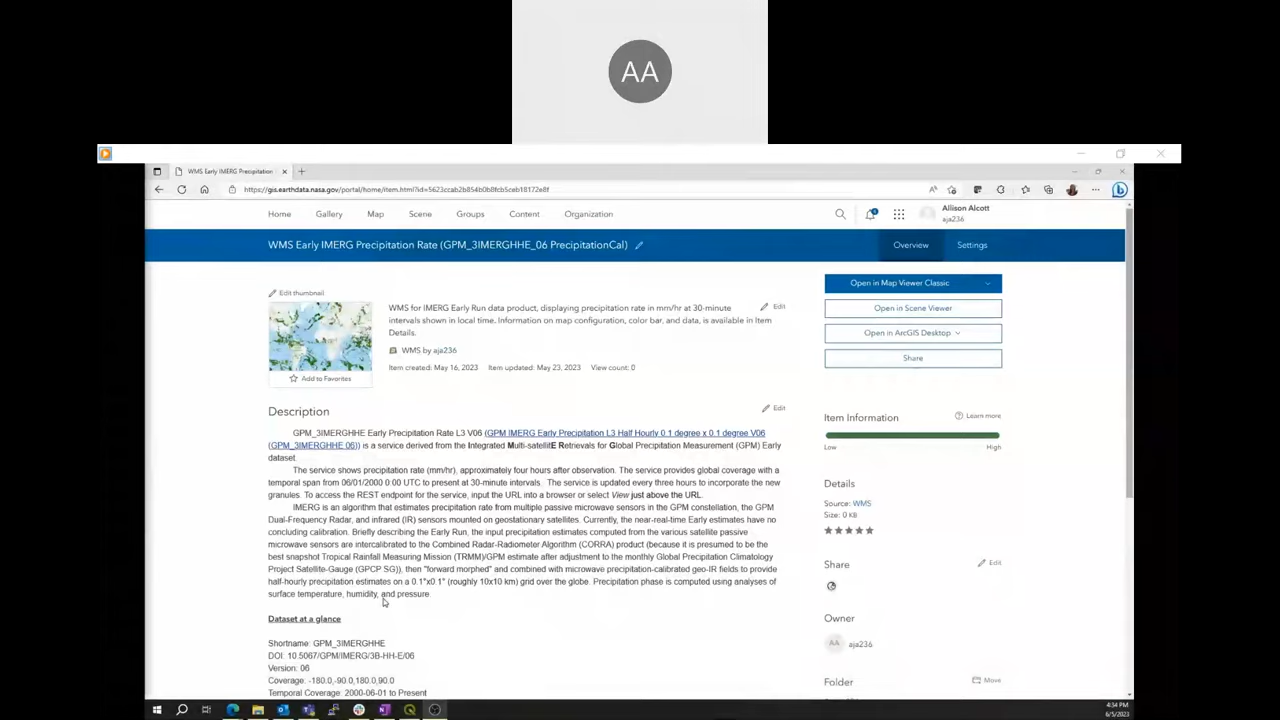 AA
WMS Early IMERG Precipitation
https://gis.earthdata.nasa.gov/portal/home/item.html?id=5623ccab2b854b0b8fcb5ceb18172e8f
Home Gallery Map Scene Groups Content Organization
Allison Alcott
aja236
WMS Early IMERG Precipitation Rate (GPM_3IMERGHHE_06 PrecipitationCal)
Overview Settings
Edit thumbnail
Add to Favorites
WMS for IMERG Early Run data product, displaying precipitation rate in mm/hr at 30-minute
intervals shown in local time. Information on map configuration, color bar, and data, is available in Item
Details.
Edit
WMS by aja236
Item created: May 16, 2023 Item updated: May 23, 2023 View count: 0
Open in Map Viewer Classic
Open in Scene Viewer
Open in ArcGIS Desktop
Share
Description
Edit
GPM_3IMERGHHE Early Precipitation Rate L3 V06 (GPM IMERG Early Precipitation L3 Half Hourly 0.1 degree x 0.1 degree V06
(GPM_3IMERGHHE 06)) is a service derived from the Integrated Multi-satellitE Retrievals for Global Precipitation Measurement (GPM) Early
dataset.
The service shows precipitation rate (mm/hr), approximately four hours after observation. The service provides global coverage with a
temporal span from 06/01/2000 0:00 UTC to present at 30-minute intervals. The service is updated every three hours to incorporate the new
granules. To access the REST endpoint for the service, input the URL into a browser or select View just above the URL.
IMERG is an algorithm that estimates precipitation rate from multiple passive microwave sensors in the GPM constellation, the GPM
Dual-Frequency Radar, and infrared (IR) sensors mounted on geostationary satellites. Currently, the near-real-time Early estimates have no
concluding calibration. Briefly describing the Early Run, the input precipitation estimates computed from the various satellite passive
microwave sensors are intercalibrated to the Combined Radar-Radiometer Algorithm (CORRA) product (because it is presumed to be the
best snapshot Tropical Rainfall Measuring Mission (TRMM)/GPM estimate after adjustment to the monthly Global Precipitation Climatology
Project Satellite-Gauge (GPCP SG)), then "forward morphed" and combined with microwave precipitation-calibrated geo-IR fields to provide
half-hourly precipitation estimates on a 0.1°x0.1° (roughly 10x10 km) grid over the globe. Precipitation phase is computed using analyses of
surface temperature, humidity, and pressure.
Dataset at a glance
Shortname: GPM_3IMERGHHE
DOI: 10.5067/GPM/IMERG/3B-HH-E/06
Version: 06
Coverage: -180.0,-90.0,180.0,90.0
Temporal Coverage: 2000-06-01 to Present
Item Information
Learn more
Low High
Details
Source: WMS
Size: 0 KB
Share
Edit
Owner
AA aja236
Folder
Move
4:34 PM
6/5/2023